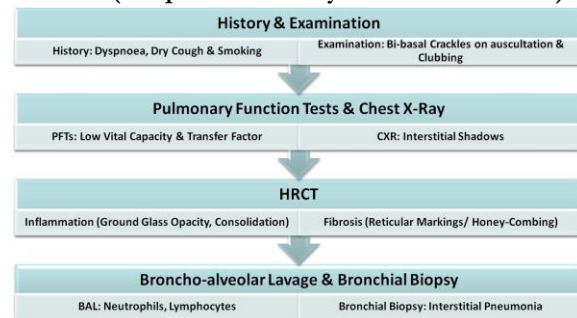 History & Examination
History: Dyspnoea, Dry Cough & Smoking
Examination: Bi-basal Crackles on auscultation &
Clubbing
Pulmonary Function Tests & Chest X-Ray
PFTs: Low Vital Capacity & Transfer Factor
CXR: Interstitial Shadows
HRCT
Inflammation (Ground Glass Opacity, Consolidation)
Fibrosis (Reticular Markings/ Honey-Combing)
Broncho-alveolar Lavage & Bronchial Biopsy
BAL: Neutrophils, Lymphocytes
Bronchial Biopsy: Interstitial Pneumonia